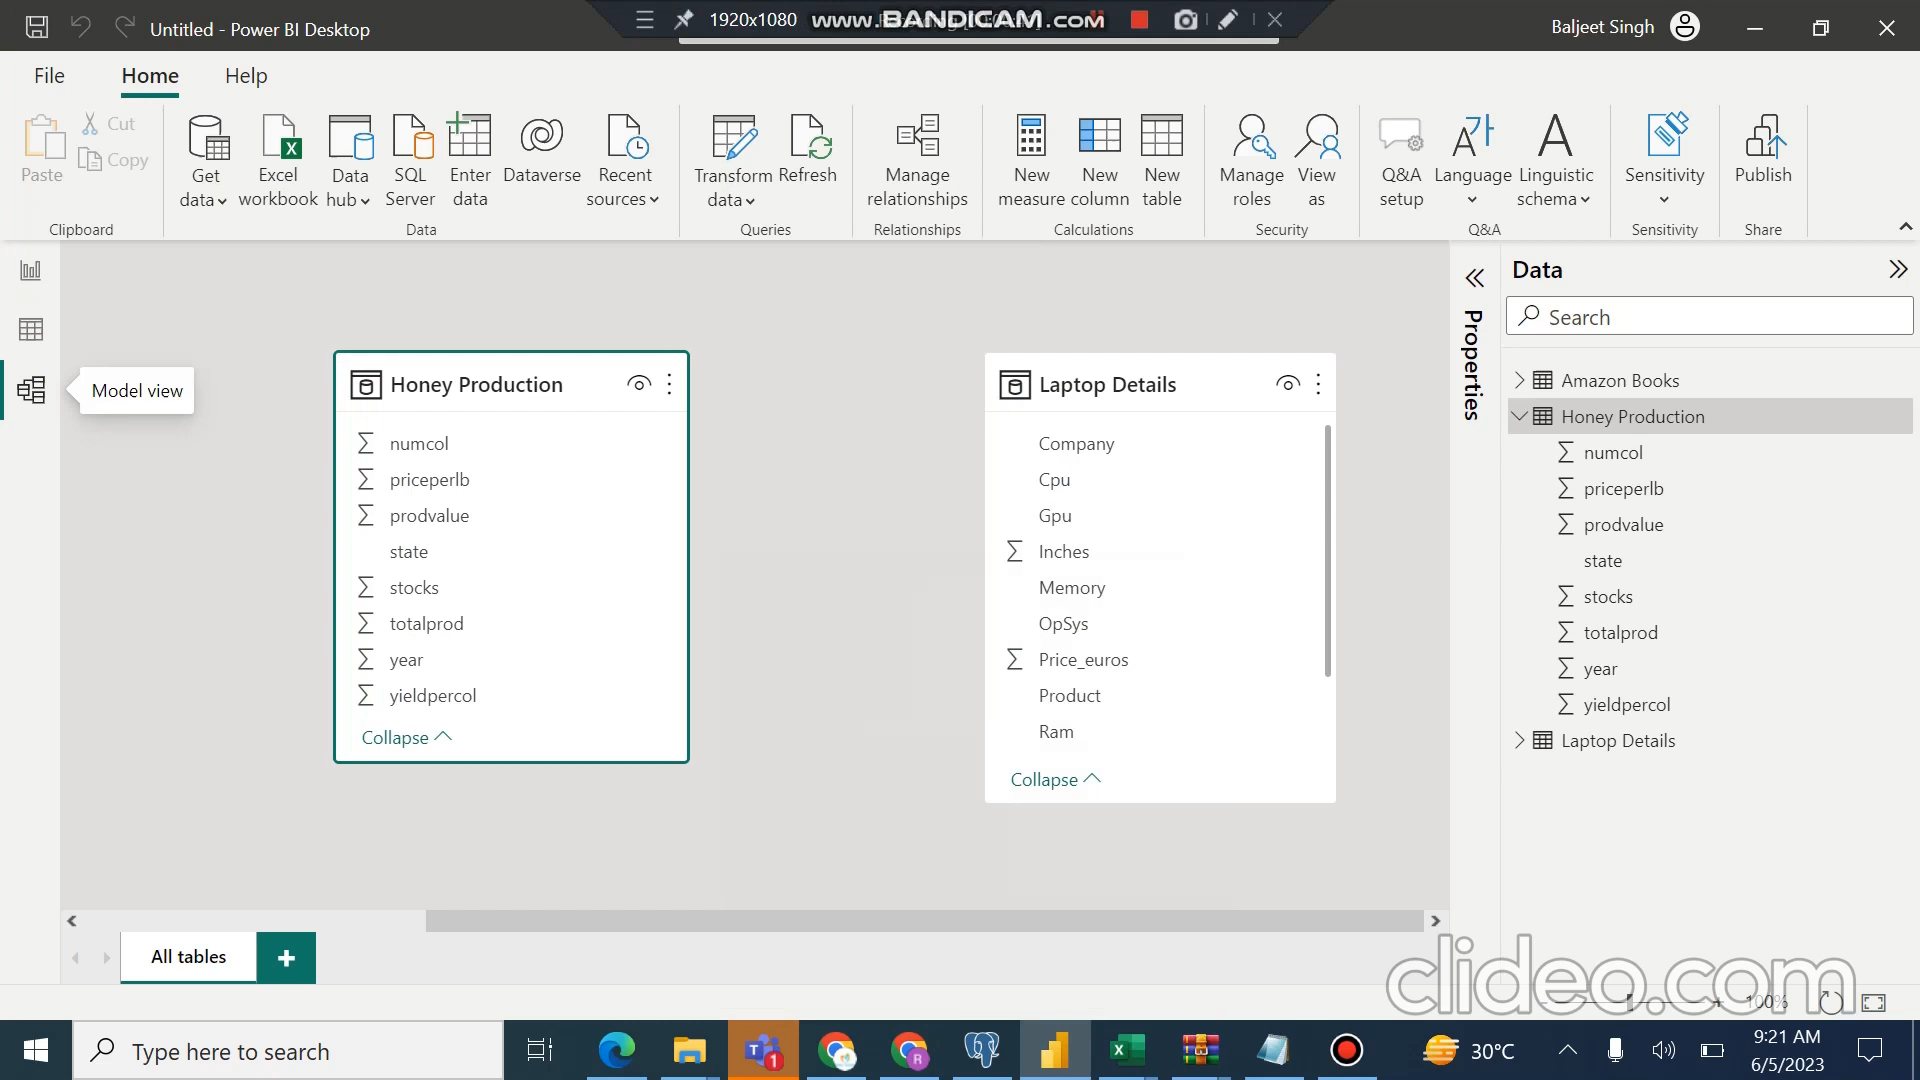 Untitled - Power BI Desktop
1920x1080
www.BANDICAM.com
Baljeet Singh
File
Home
Help
Paste
Cut
Copy
Clipboard
Get data
Excel workbook
Data hub
SQL Server
Enter data
Dataverse
Recent sources
Data
Transform data
Refresh
Queries
Manage relationships
Relationships
New measure
New column
New table
Calculations
Manage roles
View as
Security
Q&A setup
Language
Linguistic schema
Q&A
Sensitivity
Sensitivity
Publish
Share
Model view
Honey Production
numcol
priceperlb
prodvalue
state
stocks
totalprod
year
yieldpercol
Collapse
Laptop Details
Company
Cpu
Gpu
Inches
Memory
OpSys
Price_euros
Product
Ram
Collapse
Properties
Data
Search
Amazon Books
Honey Production
numcol
priceperlb
prodvalue
state
stocks
totalprod
year
yieldpercol
Laptop Details
All tables
100%
clideo.com
Type here to search
1
30°C
9:21 AM
6/5/2023